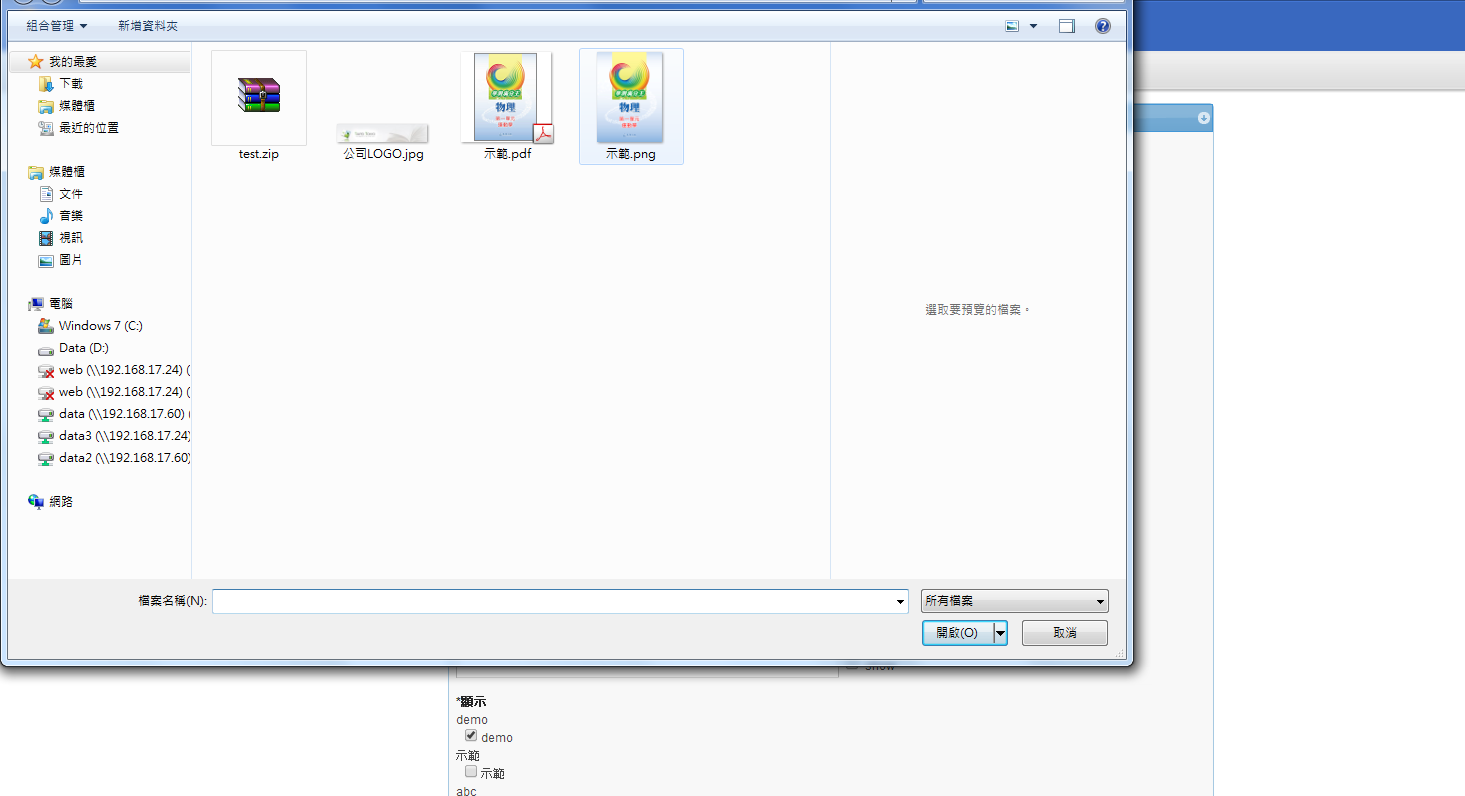 組合管理
新增資料夾
我的最愛
下載
媒體櫃
最近的位置
媒體櫃
文件
音樂
視訊
圖片
電腦
Windows 7 (C:)
Data (D:)
web (\\192.168.17.24) (
web (\\192.168.17.24) (
data (\\192.168.17.60) (
data3 (\\192.168.17.24)
data2 (\\192.168.17.60)
網路
test.zip
公司LOGO.jpg
物理
示範.pdf
物理
示範.png
選取要預覽的檔案。
檔案名稱(N):
所有檔案
開啟(O)
取消
Show
*顯示
demo
demo
示範
示範
abc